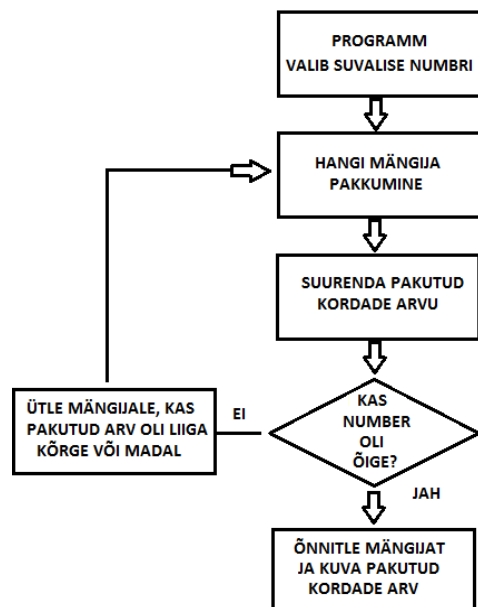 PROGRAMM
VALIB SUVALISE NUMBRI
HANGI MÄNGIJA
PAKKUMINE
SUURENDA PAKUTUD
KORDADE ARVU
KAS
NUMBER
OLI
ÕIGE?
EI
ÜTLE MÄNGIJALE, KAS
PAKUTUD ARV OLI LIIGA
KÕRGE VÕI MADAL
JAH
ÕNNITLE MÄNGIJAT
JA KUVA PAKUTUD
KORDADE ARV